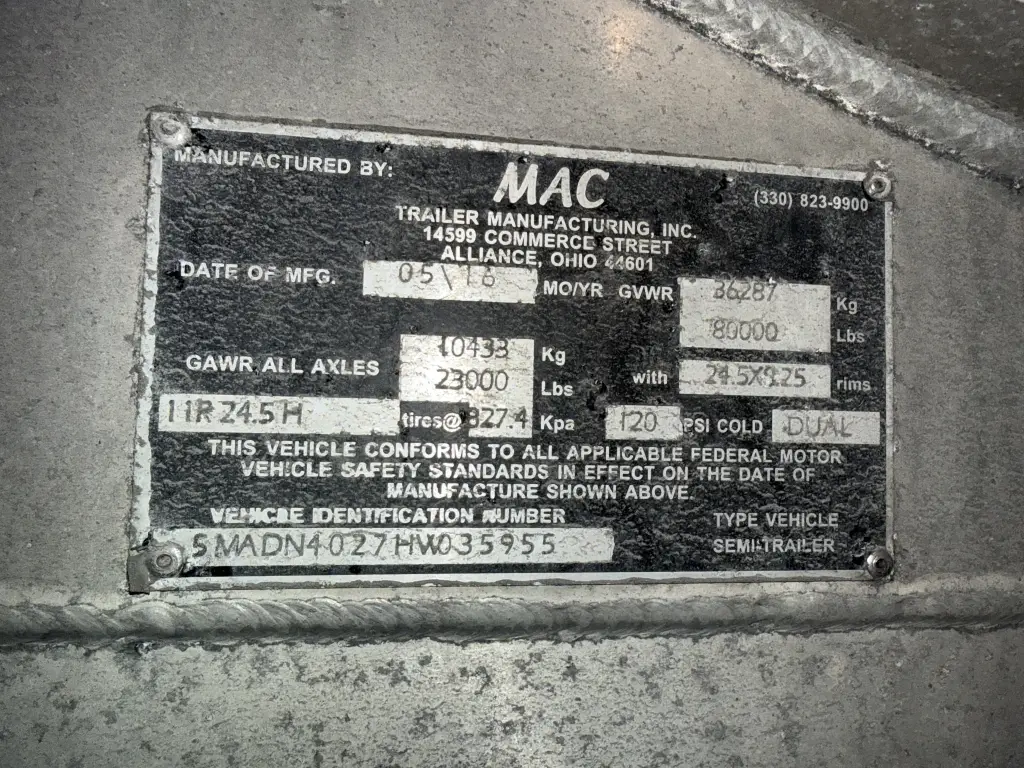 MANUFACTURED BY:
MAC
(330) 823-9900
TRAILER MANUFACTURING, INC.
14599 COMMERCE STREET
ALLIANCE, OHIO 44601
DATE OF MFG. 05\16 MO/YR GVWR 36287 Kg
80000 Lbs
GAWR ALL AXLES 10433 Kg
23000 Lbs with 24.5X8.25 rims
11R 24.5 H tires@ 827.4 Kpa 120 PSI COLD DUAL
THIS VEHICLE CONFORMS TO ALL APPLICABLE FEDERAL MOTOR
VEHICLE SAFETY STANDARDS IN EFFECT ON THE DATE OF
MANUFACTURE SHOWN ABOVE.
VEHICLE IDENTIFICATION NUMBER TYPE VEHICLE
5MADN4027HW035955 SEMI-TRAILER